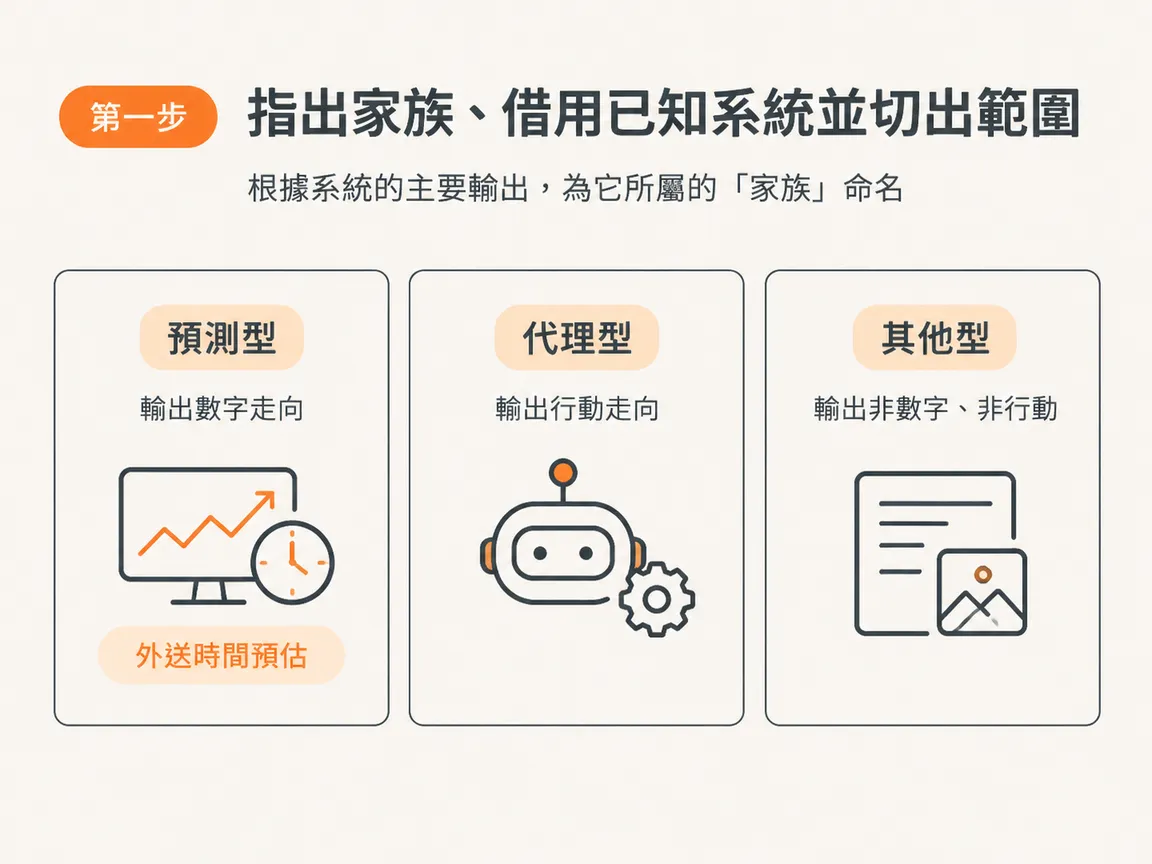 第一步
指出家族、借用已知系統並切出範圍
根據系統的主要輸出，為它所屬的「家族」命名
預測型
輸出數字走向
外送時間預估
代理型
輸出行動走向
其他型
輸出非數字、非行動